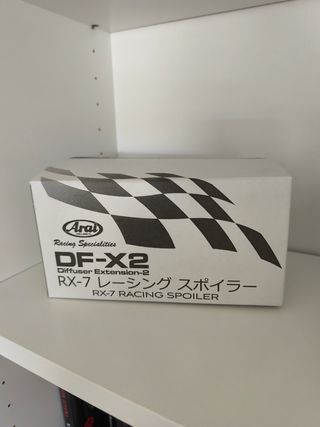 Arai
Racing Specialities
DF-X2
Diffuser Extension-2
RX-7 レーシング スポイラー
RX-7 RACING SPOILER